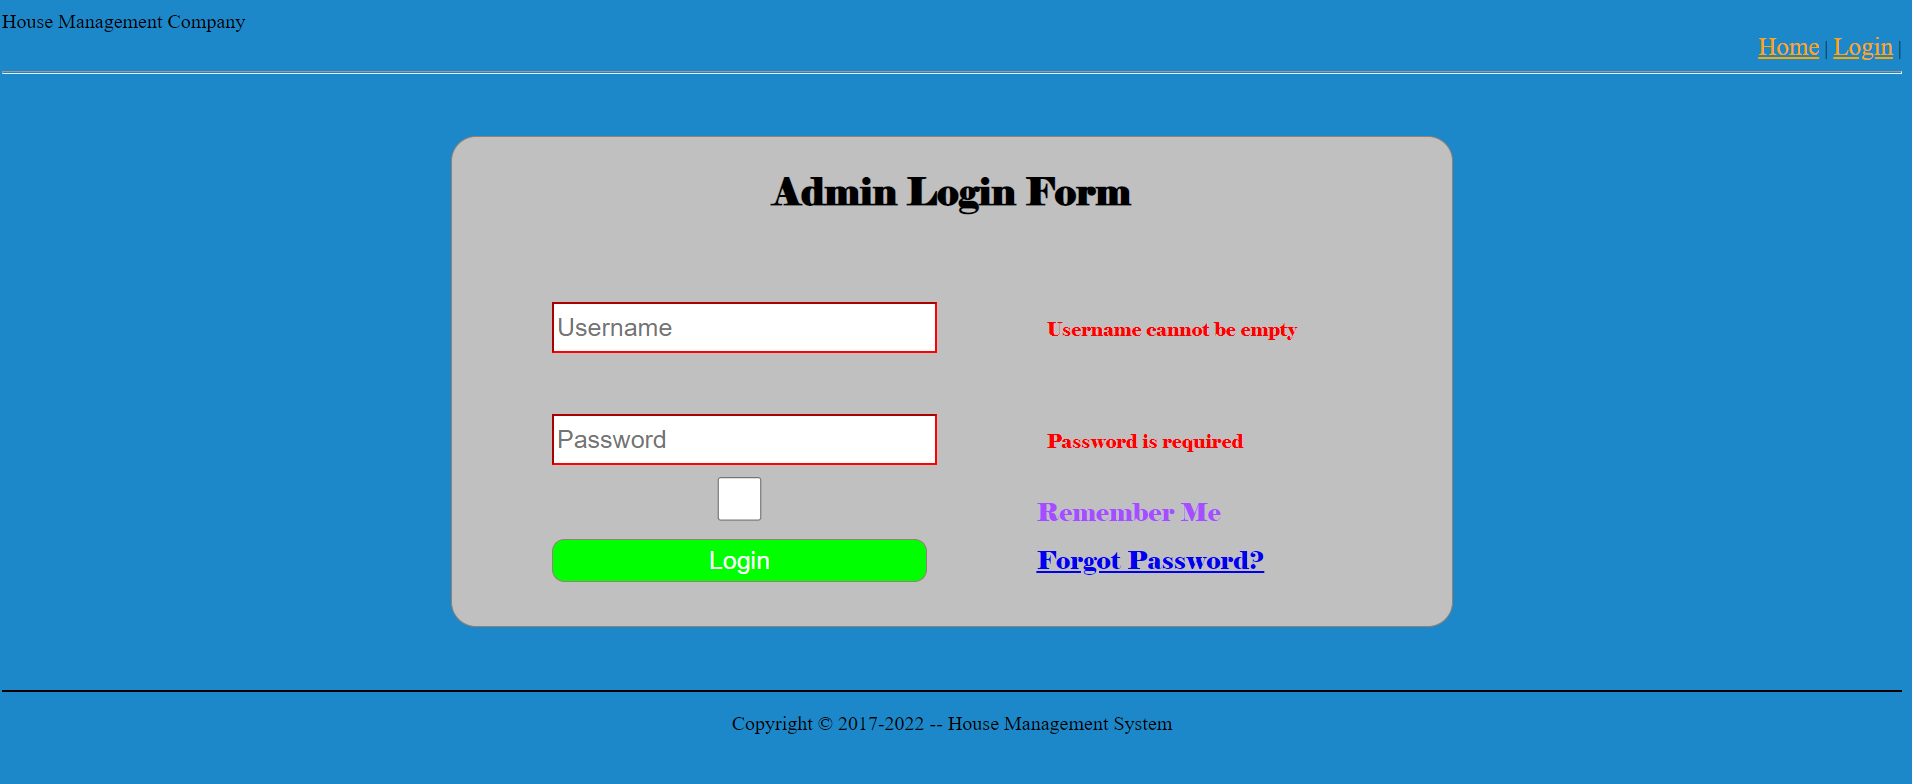 House Management Company
Home | Login |
Admin Login Form
Username Username cannot be empty
Password Password is required
Remember Me
Login Forgot Password?
Copyright © 2017-2022 -- House Management System